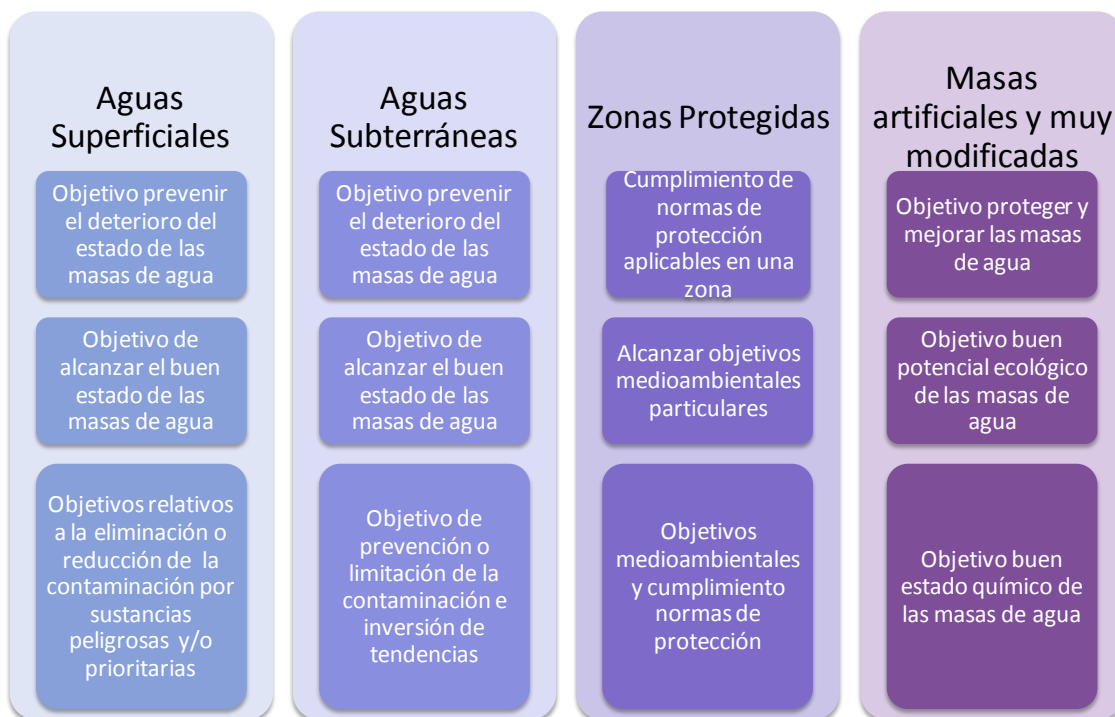 Aguas
Superficiales
Objetivo prevenir
el deterioro del
estado de las
masas de agua
Objetivo de
alcanzar el buen
estado de las
masas de agua
Objetivos relativos
a la eliminación o
reducción de la
contaminación por
sustancias
peligrosas y/o
prioritarias
Aguas
Subterráneas
Objetivo prevenir
el deterioro del
estado de las
masas de agua
Objetivo de
alcanzar el buen
estado de las
masas de agua
Objetivo de
prevención o
limitación de la
contaminación e
inversión de
tendencias
Zonas Protegidas
Cumplimiento de
normas de
protección
aplicables en una
zona
Alcanzar objetivos
medioambientales
particulares
Objetivos
medioambientales
y cumplimiento
normas de
protección
Masas
artificiales y muy
modificadas
Objetivo proteger y
mejorar las masas
de agua
Objetivo buen
potencial ecológico
de las masas de
agua
Objetivo buen
estado químico de
las masas de agua